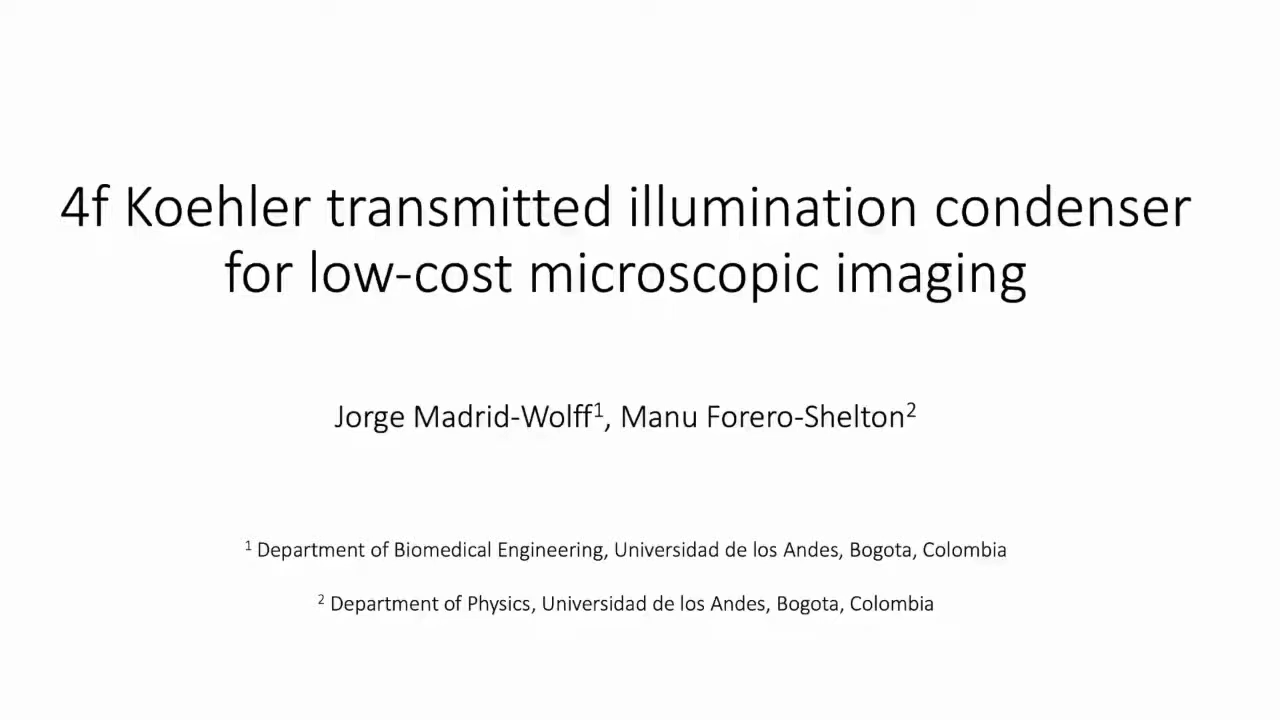 4f Koehler transmitted illumination condenser
for low-cost microscopic imaging
Jorge Madrid-Wolff¹, Manu Forero-Shelton²
¹ Department of Biomedical Engineering, Universidad de los Andes, Bogota, Colombia
² Department of Physics, Universidad de los Andes, Bogota, Colombia